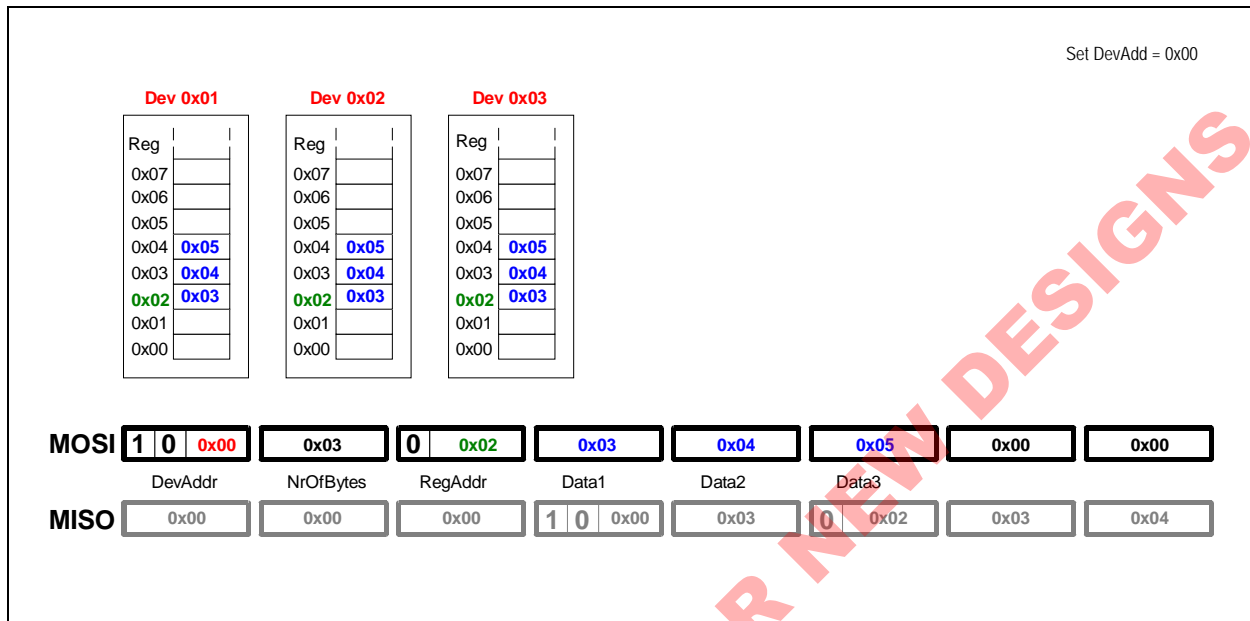 Set DevAdd = 0x00
Dev 0x01 Dev 0x02 Dev 0x03
Reg Reg Reg
0x07 0x07 0x07
0x06 0x06 0x06
0x05 0x05 0x05
0x04 0x05 0x04 0x05 0x04 0x05
0x03 0x04 0x03 0x04 0x03 0x04
0x02 0x03 0x02 0x03 0x02 0x03
0x01 0x01 0x01
0x00 0x00 0x00
MOSI 1 0 0x00 0x03 0 0x02 0x03 0x04 0x05 0x00 0x00
DevAddr NrOfBytes RegAddr Data1 Data2 Data3
MISO 0x00 0x00 0x00 1 0 0x00 0x03 0 0x02 0x03 0x04
R NEW DESIGNS